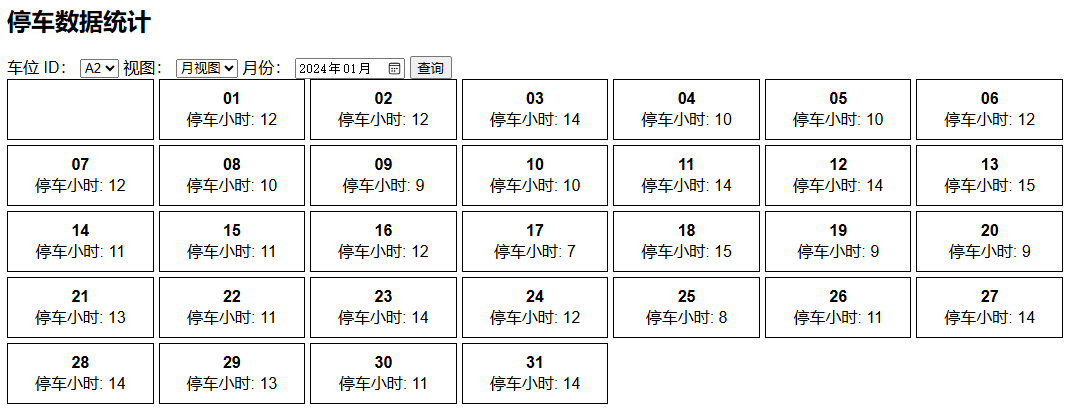 停车数据统计
车位 ID： A2 视图： 月视图 月份： 2024年01月 查询
01 02 03 04 05 06
停车小时: 12 停车小时: 12 停车小时: 14 停车小时: 10 停车小时: 10 停车小时: 12
07 08 09 10 11 12 13
停车小时: 12 停车小时: 10 停车小时: 9 停车小时: 10 停车小时: 14 停车小时: 14 停车小时: 15
14 15 16 17 18 19 20
停车小时: 11 停车小时: 11 停车小时: 12 停车小时: 7 停车小时: 15 停车小时: 9 停车小时: 9
21 22 23 24 25 26 27
停车小时: 13 停车小时: 11 停车小时: 14 停车小时: 12 停车小时: 8 停车小时: 11 停车小时: 14
28 29 30 31
停车小时: 14 停车小时: 13 停车小时: 11 停车小时: 14